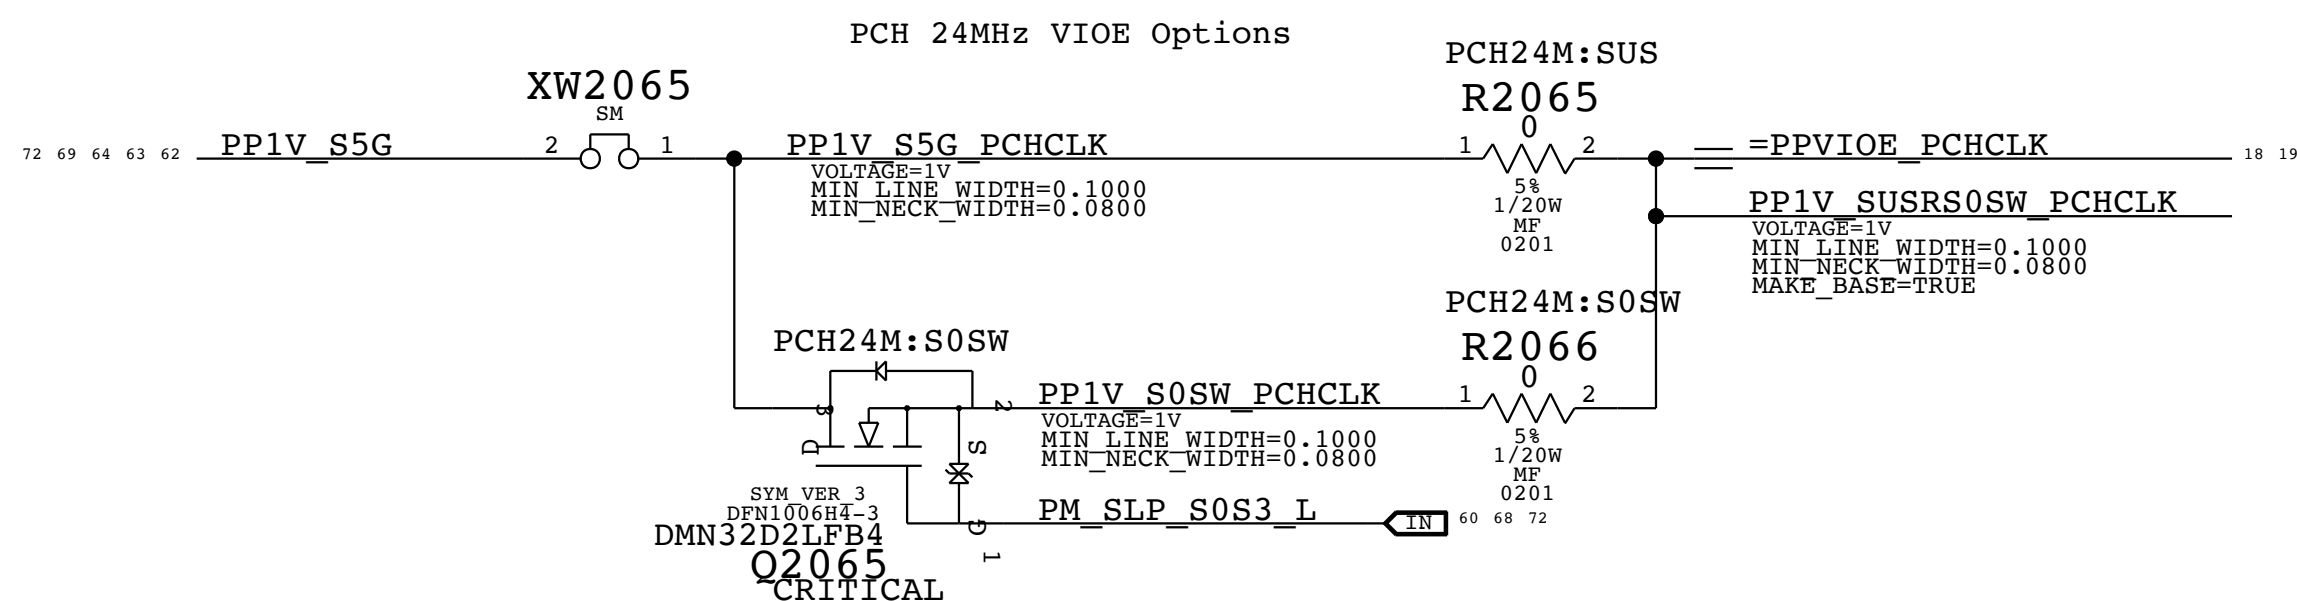 PCH 24MHz VIOE Options
PCH24M:SUS
XW2065
SM
R2065
0
72 69 64 63 62
PP1V_S5G
2
1
PP1V_S5G_PCHCLK
1
2
=PPVIOE_PCHCLK
18 19
VOLTAGE=1V
MIN_LINE_WIDTH=0.1000
MIN_NECK_WIDTH=0.0800
5%
1/20W
MF
0201
PP1V_SUSRS0SW_PCHCLK
VOLTAGE=1V
MIN_LINE_WIDTH=0.1000
MIN_NECK_WIDTH=0.0800
MAKE_BASE=TRUE
PCH24M:S0SW
R2066
0
PCH24M:S0SW
3
2
PP1V_S0SW_PCHCLK
1
2
VOLTAGE=1V
MIN_LINE_WIDTH=0.1000
MIN_NECK_WIDTH=0.0800
5%
1/20W
MF
0201
D
S
SYM_VER_3
DFN1006H4-3
DMN32D2LFB4
Q2065
CRITICAL
G
1
PM_SLP_S0S3_L
IN
60 68 72